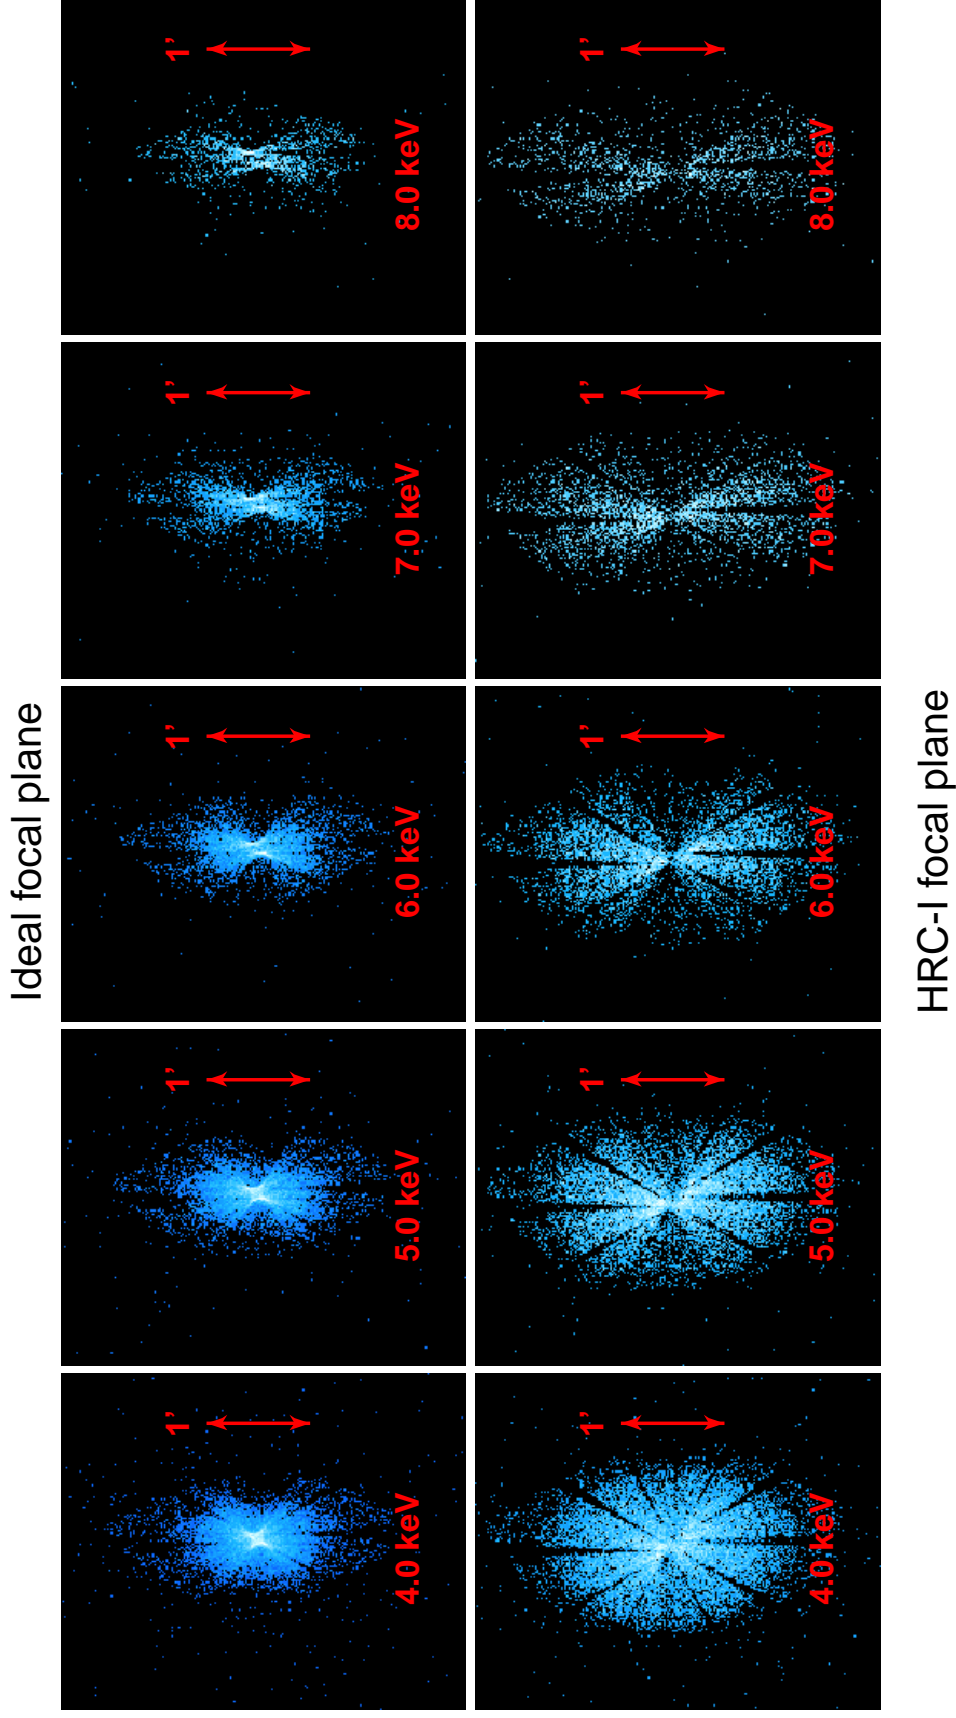 Ideal focal plane
1’
1’
1’
1’
1’
4.0 keV
5.0 keV
6.0 keV
7.0 keV
8.0 keV
1’
1’
1’
1’
1’
4.0 keV
5.0 keV
6.0 keV
7.0 keV
8.0 keV
HRC-I focal plane